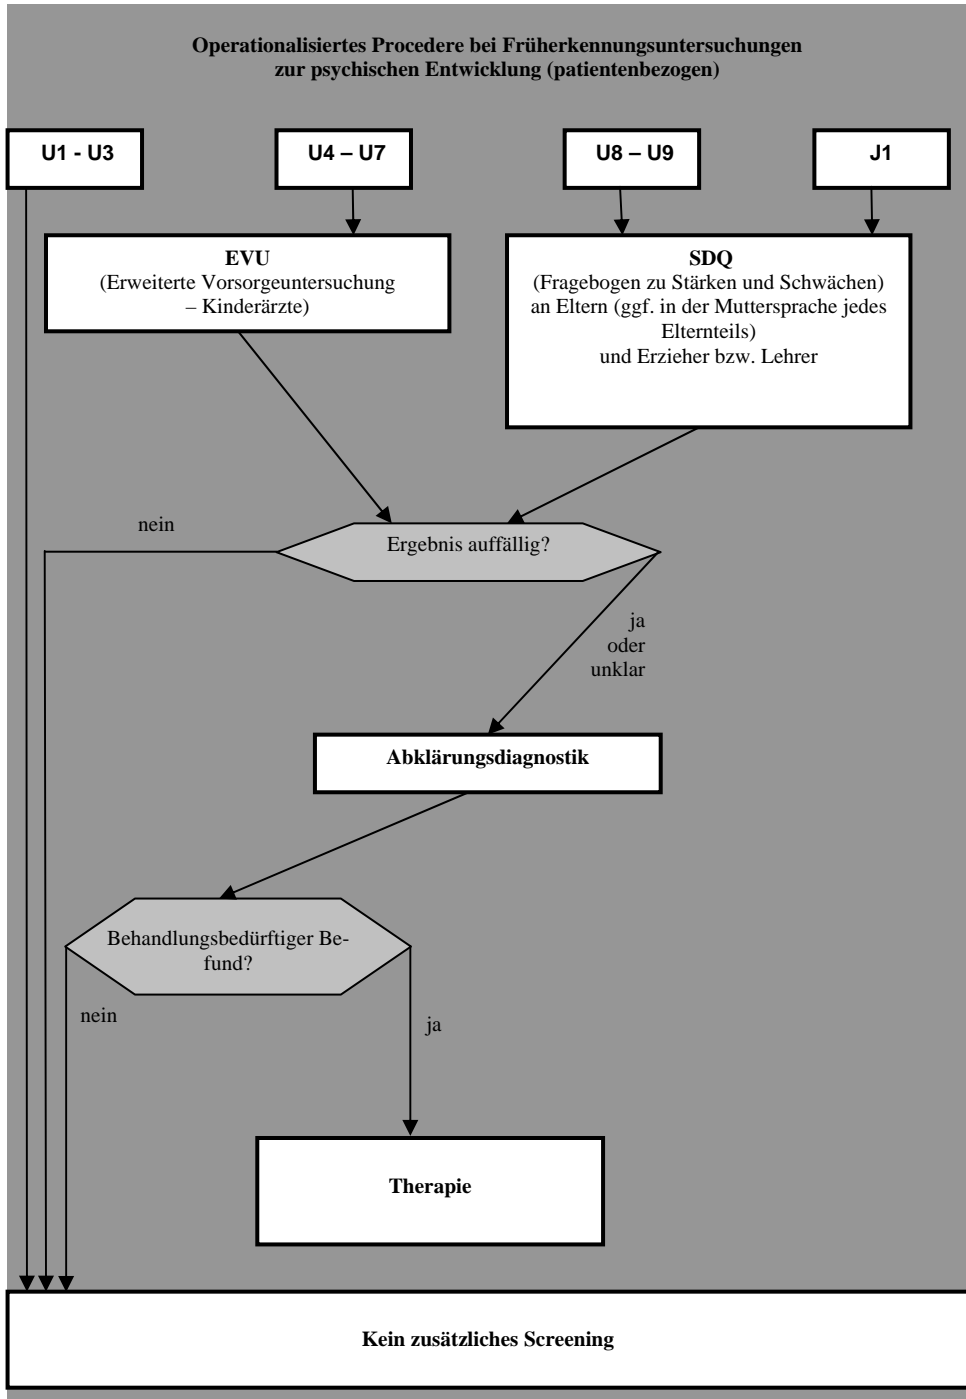 Operationalisiertes Procedere bei Früherkennungsuntersuchungen
zur psychischen Entwicklung (patientenbezogen)
U1 - U3
U4 – U7
U8 – U9
J1
EVU
(Erweiterte Vorsorgeuntersuchung
– Kinderärzte)
SDQ
(Fragebogen zu Stärken und Schwächen)
an Eltern (ggf. in der Muttersprache jedes
Elternteils)
und Erzieher bzw. Lehrer
nein
Ergebnis auffällig?
ja
oder
unklar
Abklärungsdiagnostik
Behandlungsbedürftiger Be-
fund?
nein
ja
Therapie
Kein zusätzliches Screening